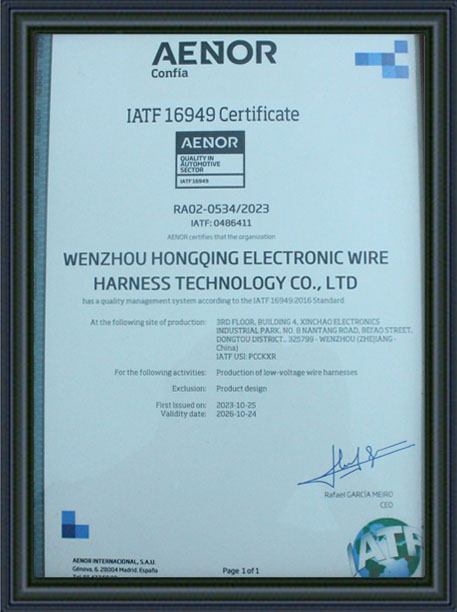 AENOR
Confía
IATF 16949 Certificate
AENOR
QUALITY IN
AUTOMOTIVE
SECTOR
IATF 16949
RA02-0534/2023
IATF: 0486411
AENOR certifies that the organization
WENZHOU HONGQING ELECTRONIC WIRE
HARNESS TECHNOLOGY CO., LTD
has a quality management system according to the IATF 16949:2016 Standard
At the following site of production: 3RD FLOOR, BUILDING 4, XINCHAO ELECTRONICS
INDUSTRIAL PARK, NO. 8 NANTANG ROAD, BEI'AO STREET,
DONGTOU DISTRICT., 325799 - WENZHOU (ZHEJIANG -
China)
IATF USI: PCCKXR
For the following activities: Production of low-voltage wire harnesses
Exclusion: Product design
First issued on: 2023-10-25
Validity date: 2026-10-24
Rafael GARCÍA MEIRO
CEO
IATF
AENOR INTERNACIONAL, S.A.U.
Génova, 6. 28004 Madrid. España
Page 1 of 1